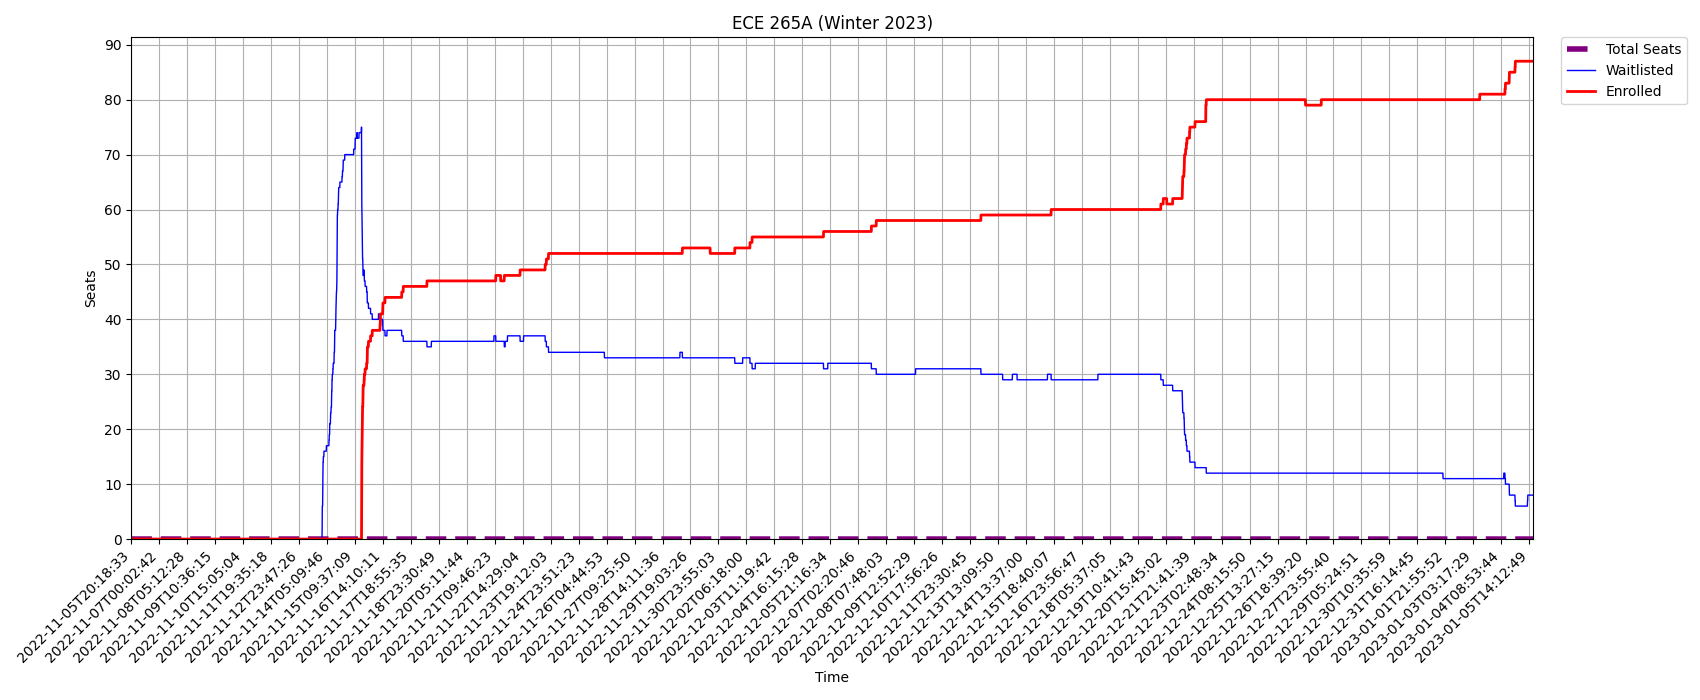 ECE 265A (Winter 2023)
Total Seats
Waitlisted
Enrolled
Seats
90
80
70
60
50
40
30
20
10
0
2022-11-05T20:18:33
2022-11-07T00:02:42
2022-11-08T05:12:28
2022-11-09T10:36:15
2022-11-10T15:05:04
2022-11-11T19:35:18
2022-11-12T23:47:26
2022-11-14T05:09:46
2022-11-15T09:37:09
2022-11-16T14:10:11
2022-11-17T18:55:35
2022-11-18T23:30:49
2022-11-20T05:11:44
2022-11-21T09:46:23
2022-11-22T14:29:04
2022-11-23T19:12:03
2022-11-24T23:51:23
2022-11-26T04:44:53
2022-11-27T09:25:50
2022-11-28T14:11:36
2022-11-29T19:03:26
2022-11-30T23:55:03
2022-12-02T06:18:00
2022-12-03T11:19:42
2022-12-04T16:15:28
2022-12-05T21:16:34
2022-12-07T02:20:46
2022-12-08T07:48:03
2022-12-09T12:52:29
2022-12-10T17:56:26
2022-12-11T23:30:45
2022-12-13T13:09:50
2022-12-14T13:37:00
2022-12-15T18:40:07
2022-12-16T23:56:47
2022-12-18T05:37:05
2022-12-19T10:41:43
2022-12-20T15:45:02
2022-12-21T21:41:39
2022-12-23T02:48:34
2022-12-24T08:15:50
2022-12-25T13:27:15
2022-12-26T18:39:20
2022-12-27T23:55:40
2022-12-29T05:24:51
2022-12-30T10:35:59
2022-12-31T16:14:45
2023-01-01T21:55:52
2023-01-03T03:17:29
2023-01-04T08:53:44
2023-01-05T14:12:49
Time